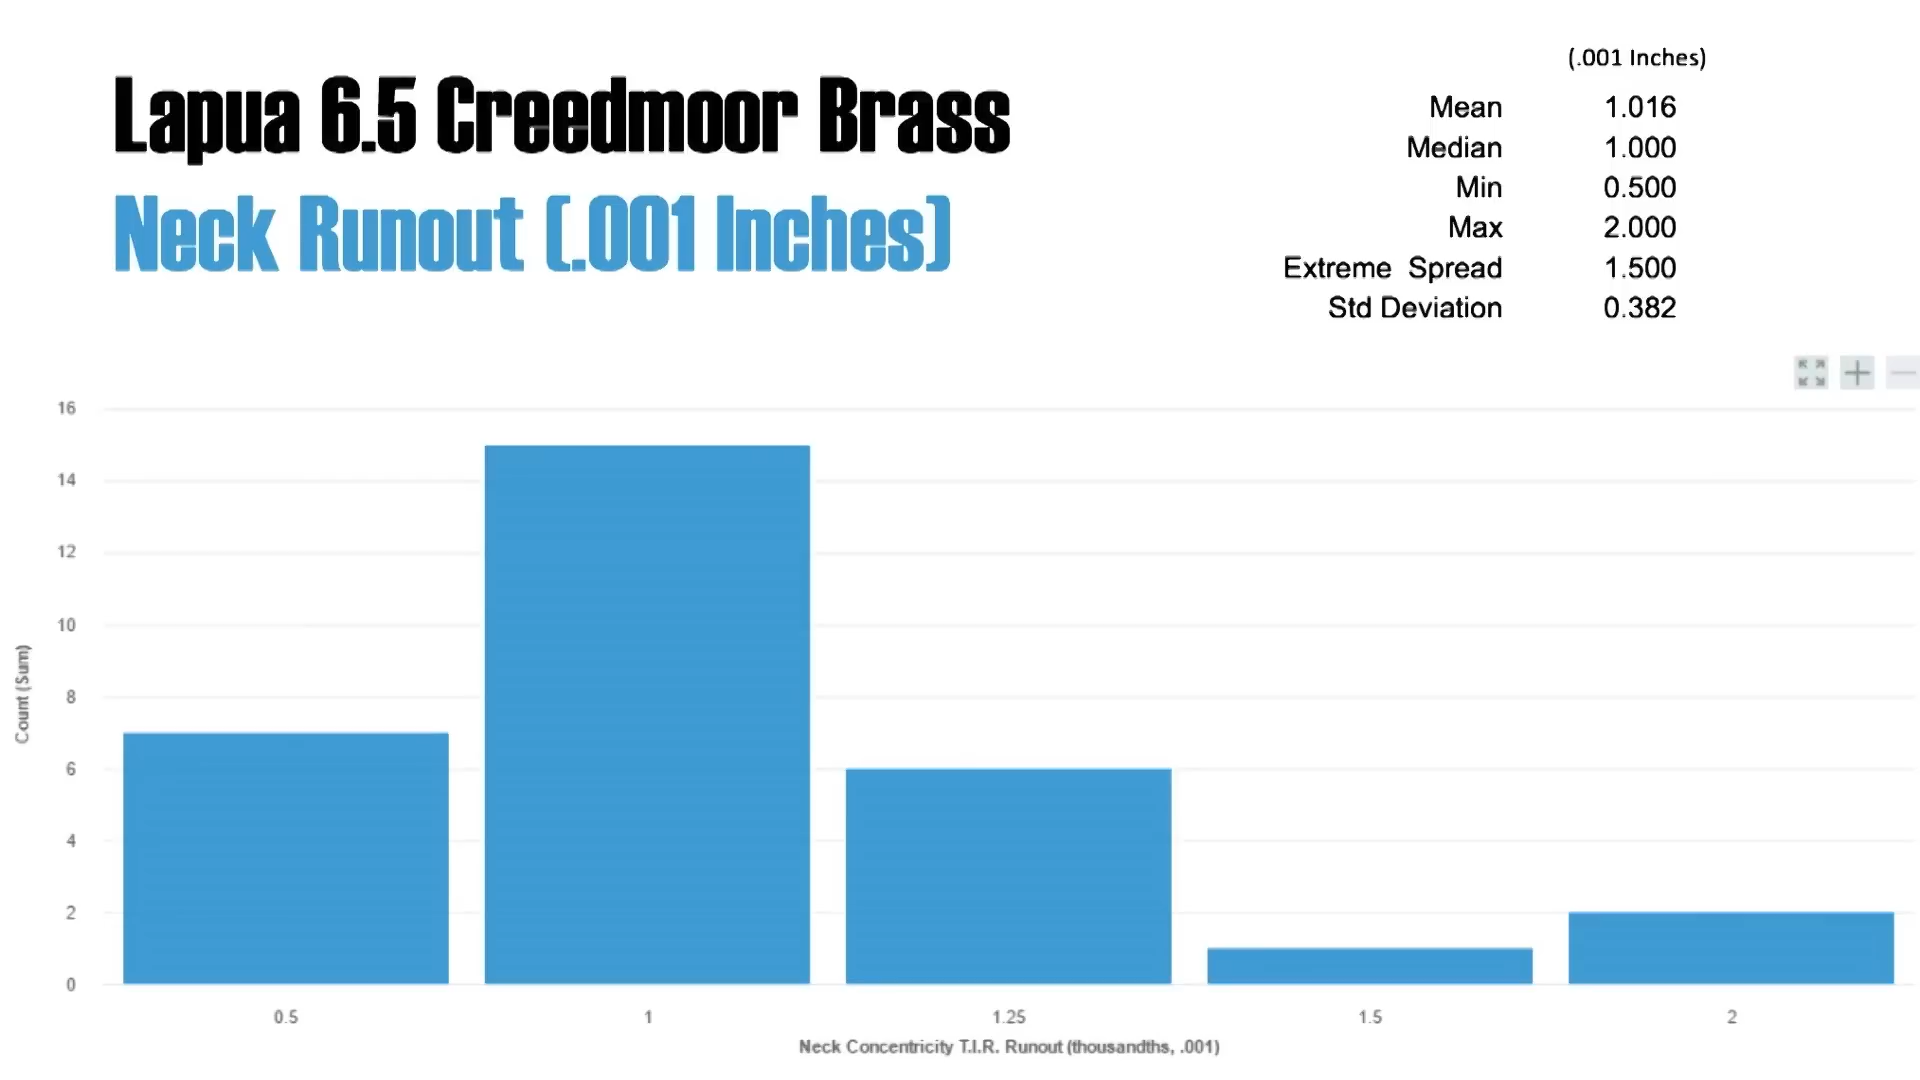 Lapua 6.5 Creedmoor Brass
Neck Runout (.001 Inches)
(.001 Inches)
Mean 1.016
Median 1.000
Min 0.500
Max 2.000
Extreme Spread 1.500
Std Deviation 0.382
16
14
12
10
8
6
4
2
0
Count (Sum)
0.5 1 1.25 1.5 2
Neck Concentricity T.I.R. Runout (thousandths, .001)